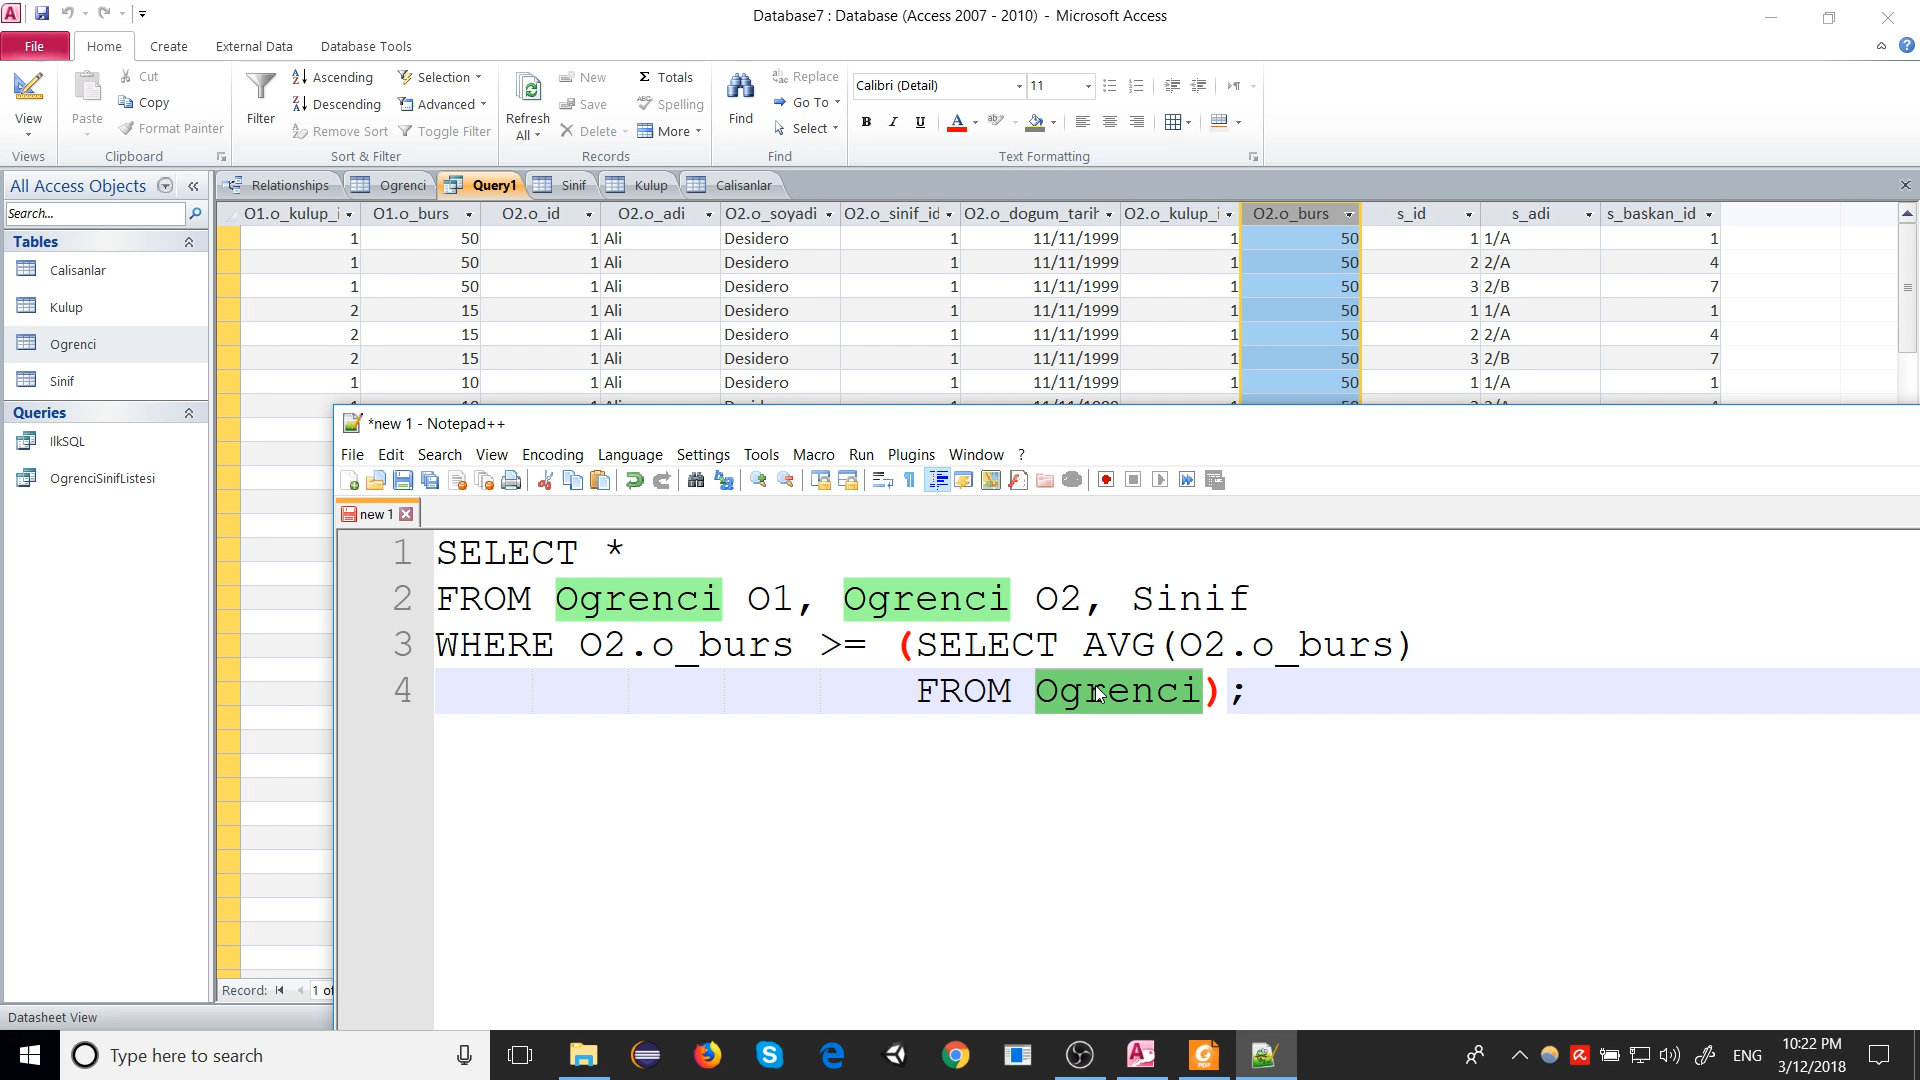 Database7 : Database (Access 2007 - 2010) - Microsoft Access
File Home Create External Data Database Tools
View Views
Paste Cut Copy Format Painter Clipboard
Filter Ascending Descending Remove Sort Selection Advanced Toggle Filter Sort & Filter
Refresh All New Save Delete Totals Spelling More Records
Find Replace Go To Select Find
Calibri (Detail) 11 B I U Text Formatting
All Access Objects
Search...
Tables
Calisanlar
Kulup
Ogrenci
Sinif
Queries
IlkSQL
OgrenciSinifListesi
Relationships Ogrenci Query1 Sinif Kulup Calisanlar
O1.o_kulup_i O1.o_burs O2.o_id O2.o_adi O2.o_soyadi O2.o_sinif_id O2.o_dogum_tarih O2.o_kulup_i O2.o_burs s_id s_adi s_baskan_id
1 50 1 Ali Desidero 1 11/11/1999 1 50 1 1/A 1
1 50 1 Ali Desidero 1 11/11/1999 1 50 2 2/A 4
1 50 1 Ali Desidero 1 11/11/1999 1 50 3 2/B 7
2 15 1 Ali Desidero 1 11/11/1999 1 50 1 1/A 1
2 15 1 Ali Desidero 1 11/11/1999 1 50 2 2/A 4
2 15 1 Ali Desidero 1 11/11/1999 1 50 3 2/B 7
1 10 1 Ali Desidero 1 11/11/1999 1 50 1 1/A 1
*new 1 - Notepad++
File Edit Search View Encoding Language Settings Tools Macro Run Plugins Window ?
new 1
1 SELECT *
2 FROM Ogrenci O1, Ogrenci O2, Sinif
3 WHERE O2.o_burs >= (SELECT AVG(O2.o_burs)
4 FROM Ogrenci);
Record: 1 of
Datasheet View
Type here to search
ENG
10:22 PM
3/12/2018